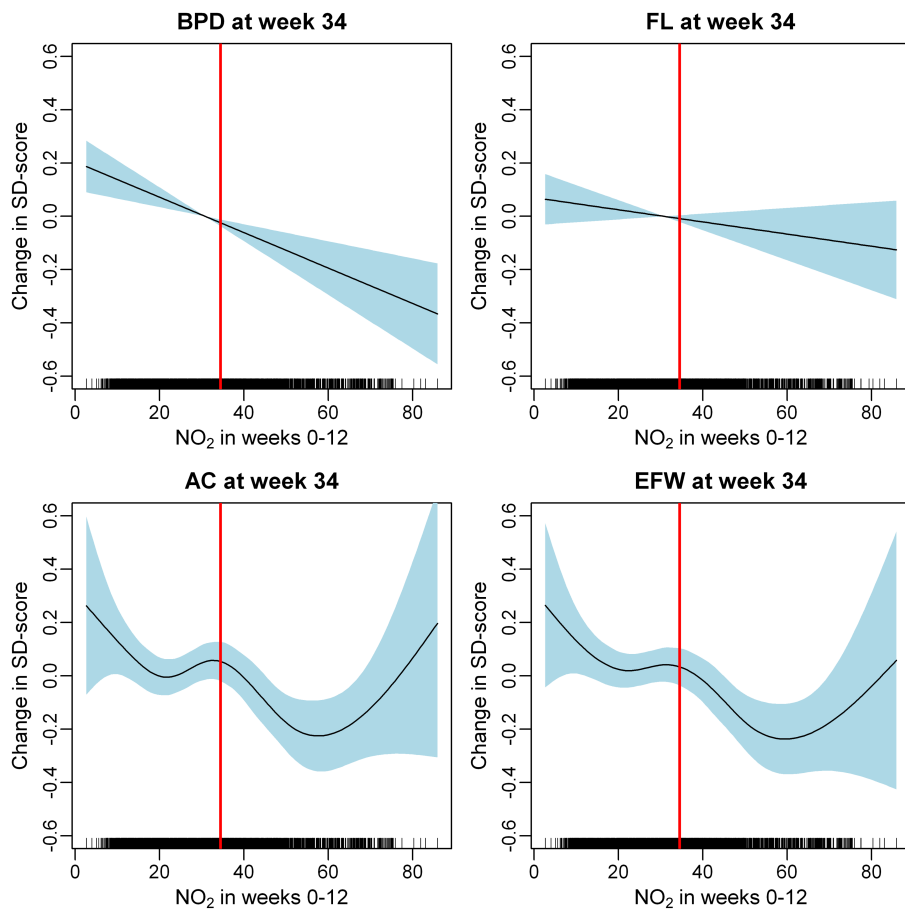 BPD at week 34
Change in SD-score
0.6
0.4
0.2
0.0
-0.2
-0.4
-0.6
0 20 40 60 80
NO₂ in weeks 0-12
FL at week 34
Change in SD-score
0.6
0.4
0.2
0.0
-0.2
-0.4
-0.6
0 20 40 60 80
NO₂ in weeks 0-12
AC at week 34
Change in SD-score
0.6
0.4
0.2
0.0
-0.2
-0.4
-0.6
0 20 40 60 80
NO₂ in weeks 0-12
EFW at week 34
Change in SD-score
0.6
0.4
0.2
0.0
-0.2
-0.4
-0.6
0 20 40 60 80
NO₂ in weeks 0-12